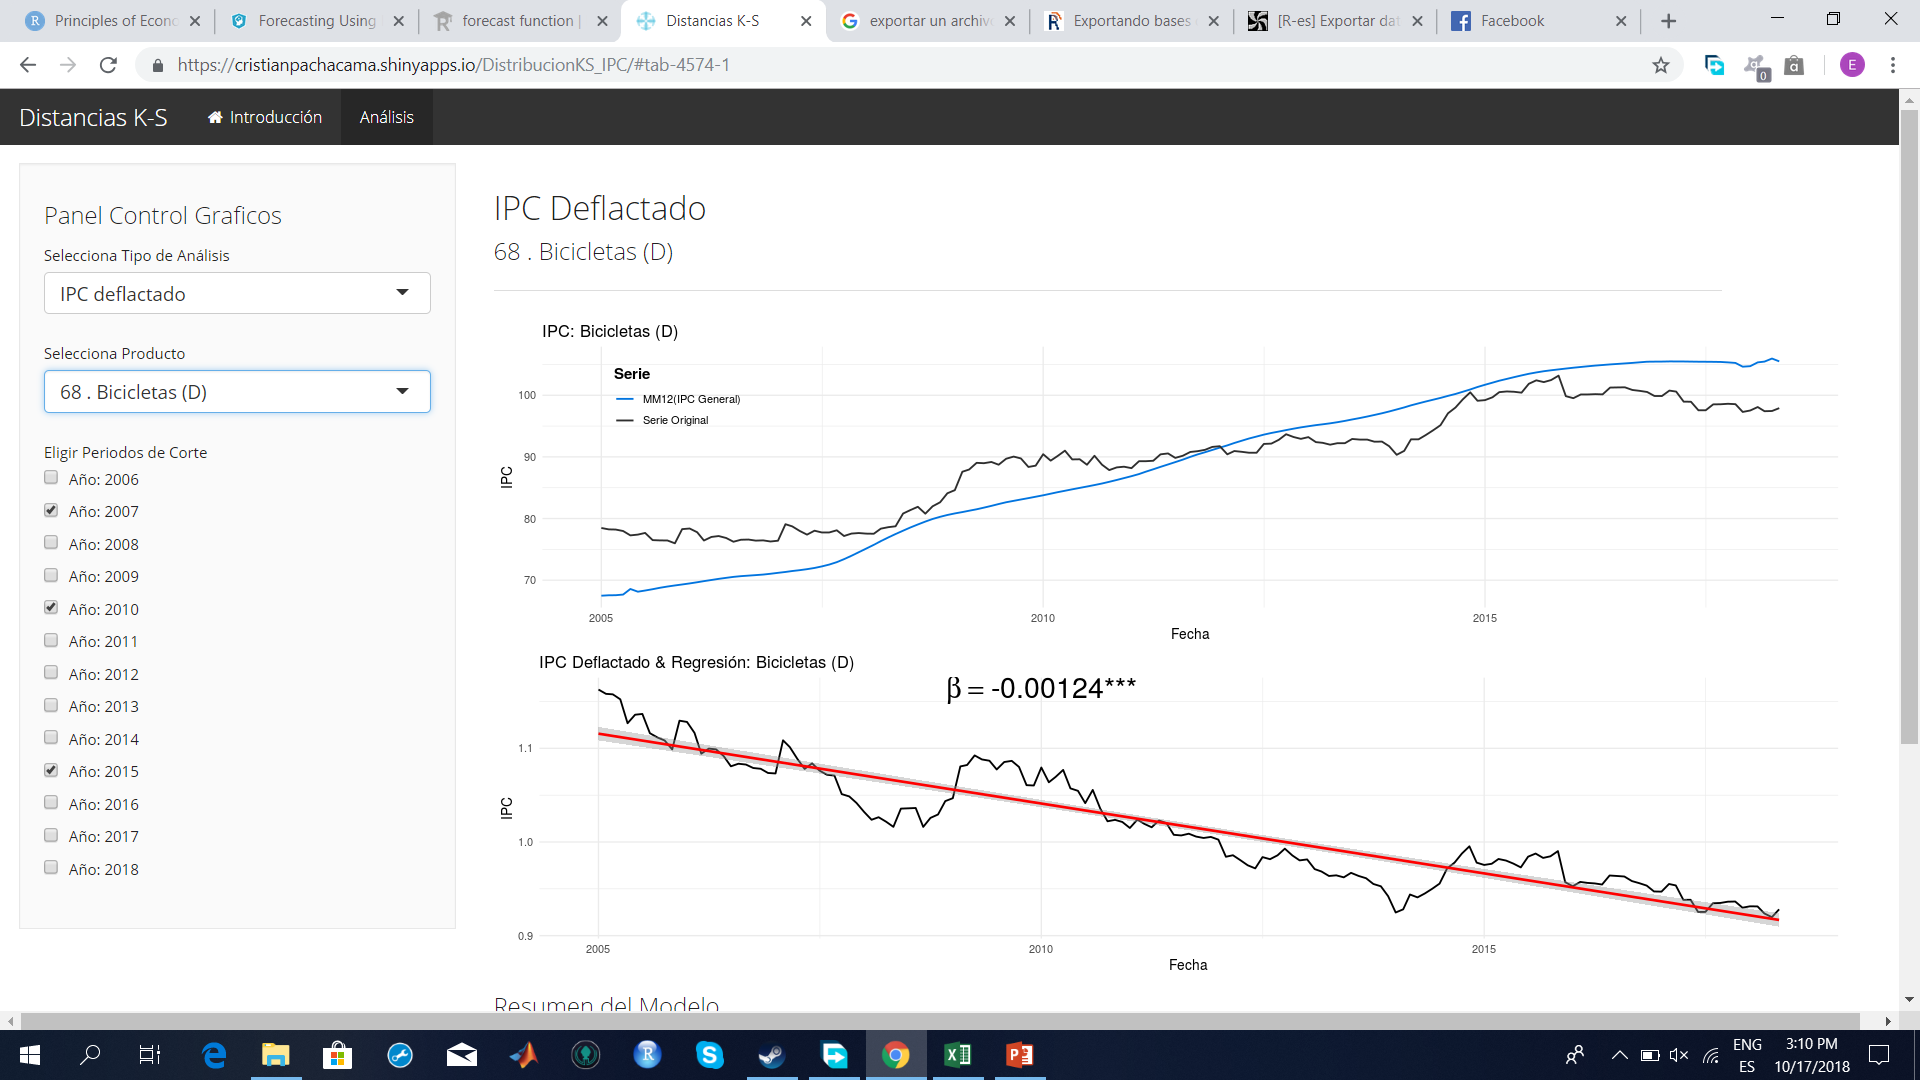 Principles of Econo
Forecasting Using
forecast function |
Distancias K-S
exportar un archivo
Exportando bases
[R-es] Exportar dat
Facebook
https://cristianpachacama.shinyapps.io/DistribucionKS_IPC/#tab-4574-1
0
E
Distancias K-S
Introducción
Análisis
Panel Control Graficos
Selecciona Tipo de Análisis
IPC deflactado
Selecciona Producto
68 . Bicicletas (D)
Eligir Periodos de Corte
Año: 2006
Año: 2007
Año: 2008
Año: 2009
Año: 2010
Año: 2011
Año: 2012
Año: 2013
Año: 2014
Año: 2015
Año: 2016
Año: 2017
Año: 2018
IPC Deflactado
68 . Bicicletas (D)
IPC: Bicicletas (D)
Serie
MM12(IPC General)
Serie Original
100
90
80
70
IPC
2005
2010
2015
Fecha
IPC Deflactado & Regresión: Bicicletas (D)
β = -0.00124***
1.1
1.0
0.9
IPC
2005
2010
2015
Fecha
Resumen del Modelo
ENG
ES
3:10 PM
10/17/2018